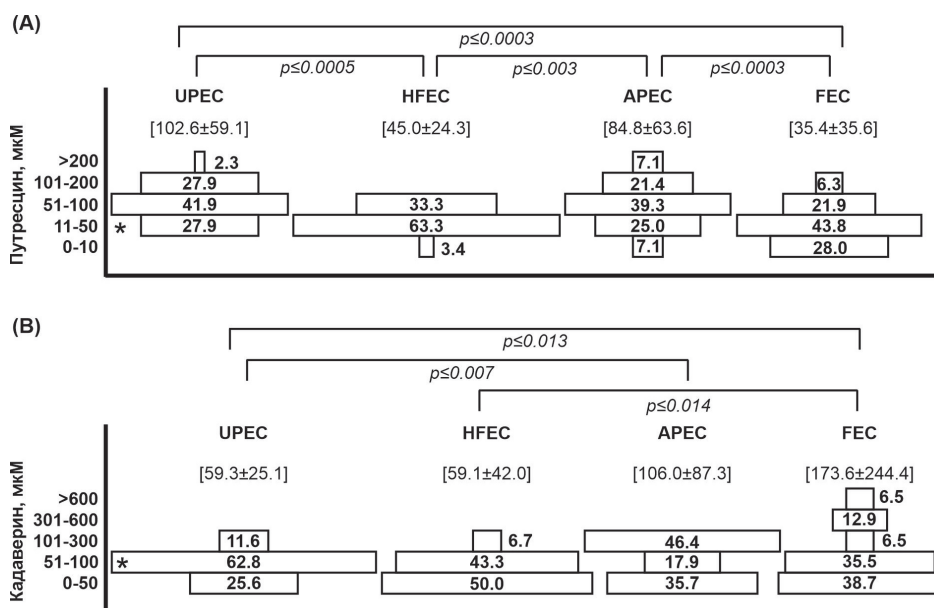 (A)
p≤0.0003
p≤0.0005 p≤0.003 p≤0.0003
UPEC HFEC APEC FEC
[102.6±59.1] [45.0±24.3] [84.8±63.6] [35.4±35.6]
Путресцин, мкМ
>200 2.3 7.1
101-200 27.9 21.4 6.3
51-100 41.9 33.3 39.3 21.9
11-50 * 27.9 63.3 25.0 43.8
0-10 3.4 7.1 28.0
(B)
p≤0.013
p≤0.007
p≤0.014
UPEC HFEC APEC FEC
[59.3±25.1] [59.1±42.0] [106.0±87.3] [173.6±244.4]
Кадаверин, мкМ
>600 6.5
301-600 12.9
101-300 11.6 6.7 46.4 6.5
51-100 * 62.8 43.3 17.9 35.5
0-50 25.6 50.0 35.7 38.7